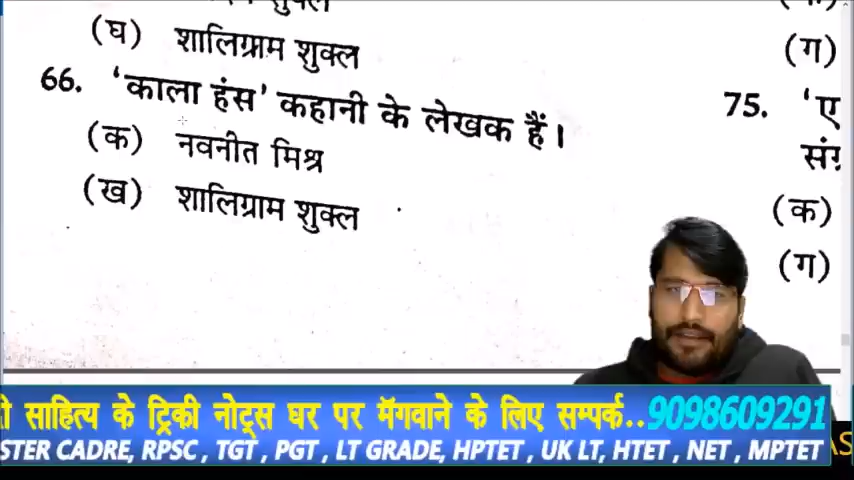 (घ) शालिग्राम शुक्ल
66. 'काला हंस' कहानी के लेखक हैं।
(क) नवनीत मिश्र
(ख) शालिग्राम शुक्ल
(ग)
75. 'ए
संग्र
(क)
(ग)
साहित्य के ट्रिकी नोट्स घर पर मॅगवाने के लिए सम्पर्क..9098609291
STER CADRE, RPSC , TGT , PGT , LT GRADE, HPTET , UK LT, HTET , NET , MPTET